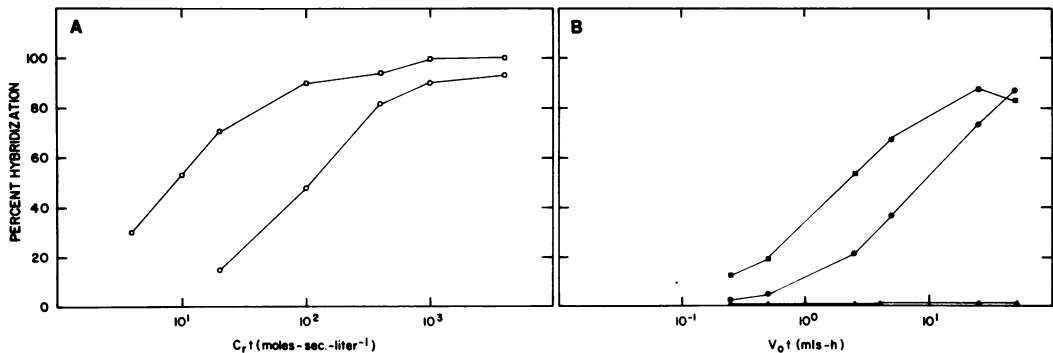 A
B
PERCENT HYBRIDIZATION
100
80
60
40
20
0
10¹ 10² 10³
10⁻¹ 10⁰ 10¹
Cᵣt (moles-sec.-liter⁻¹)
V₀t (mls-h)